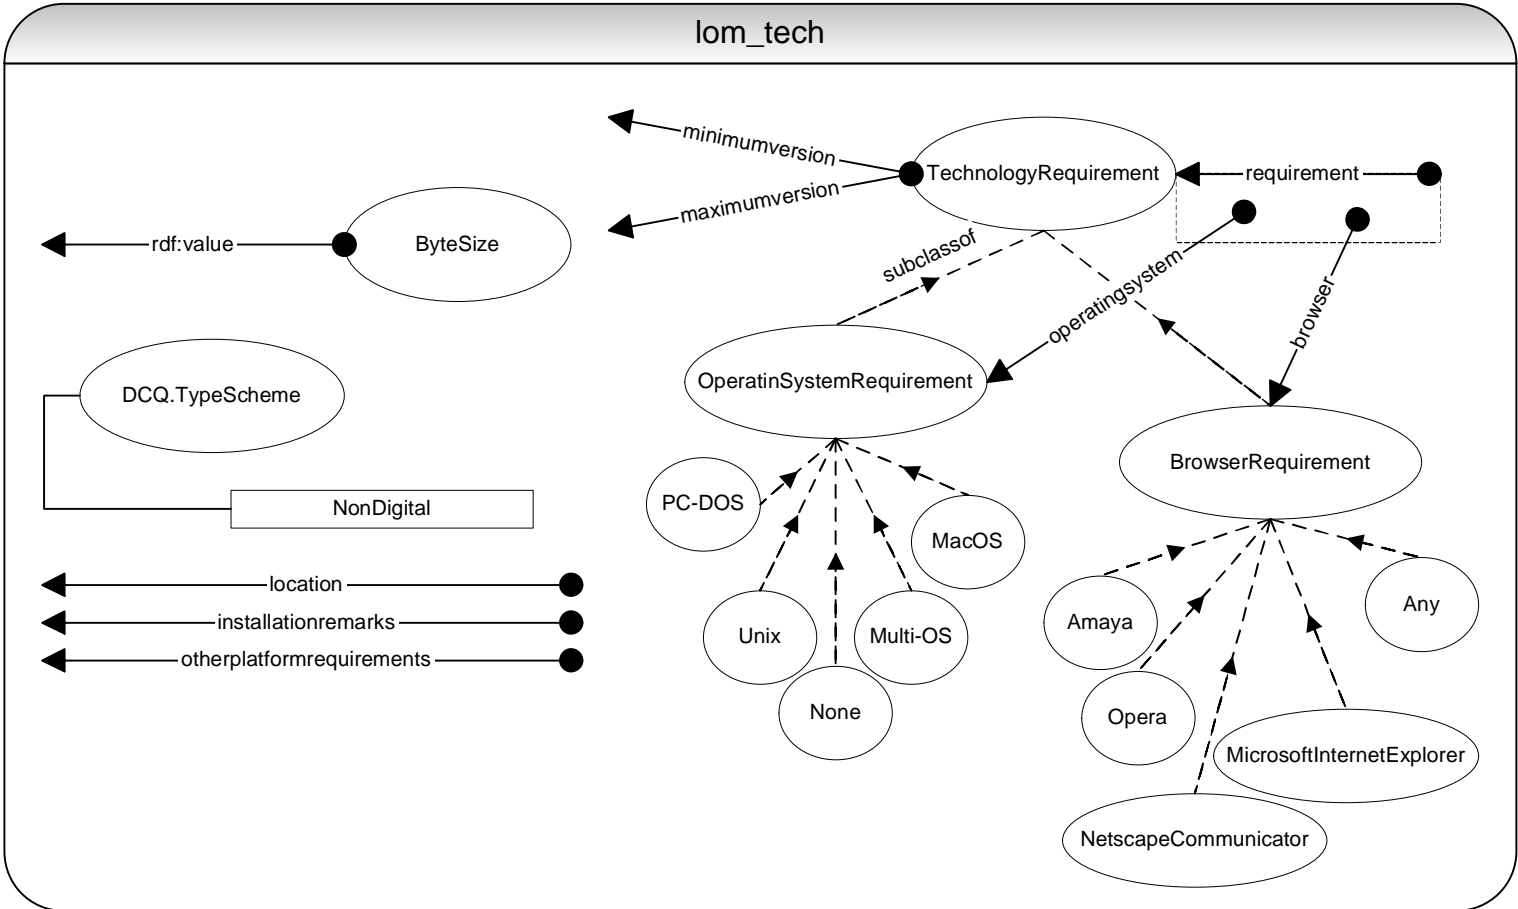 lom_tech
minimumversion
TechnologyRequirement
requirement
maximumversion
rdf:value
ByteSize
subclassof
operatingsystem
browser
OperatinSystemRequirement
DCQ.TypeScheme
BrowserRequirement
PC-DOS
NonDigital
MacOS
location
installationremarks
otherplatformrequirements
Unix
Multi-OS
None
Amaya
Any
Opera
MicrosoftInternetExplorer
NetscapeCommunicator